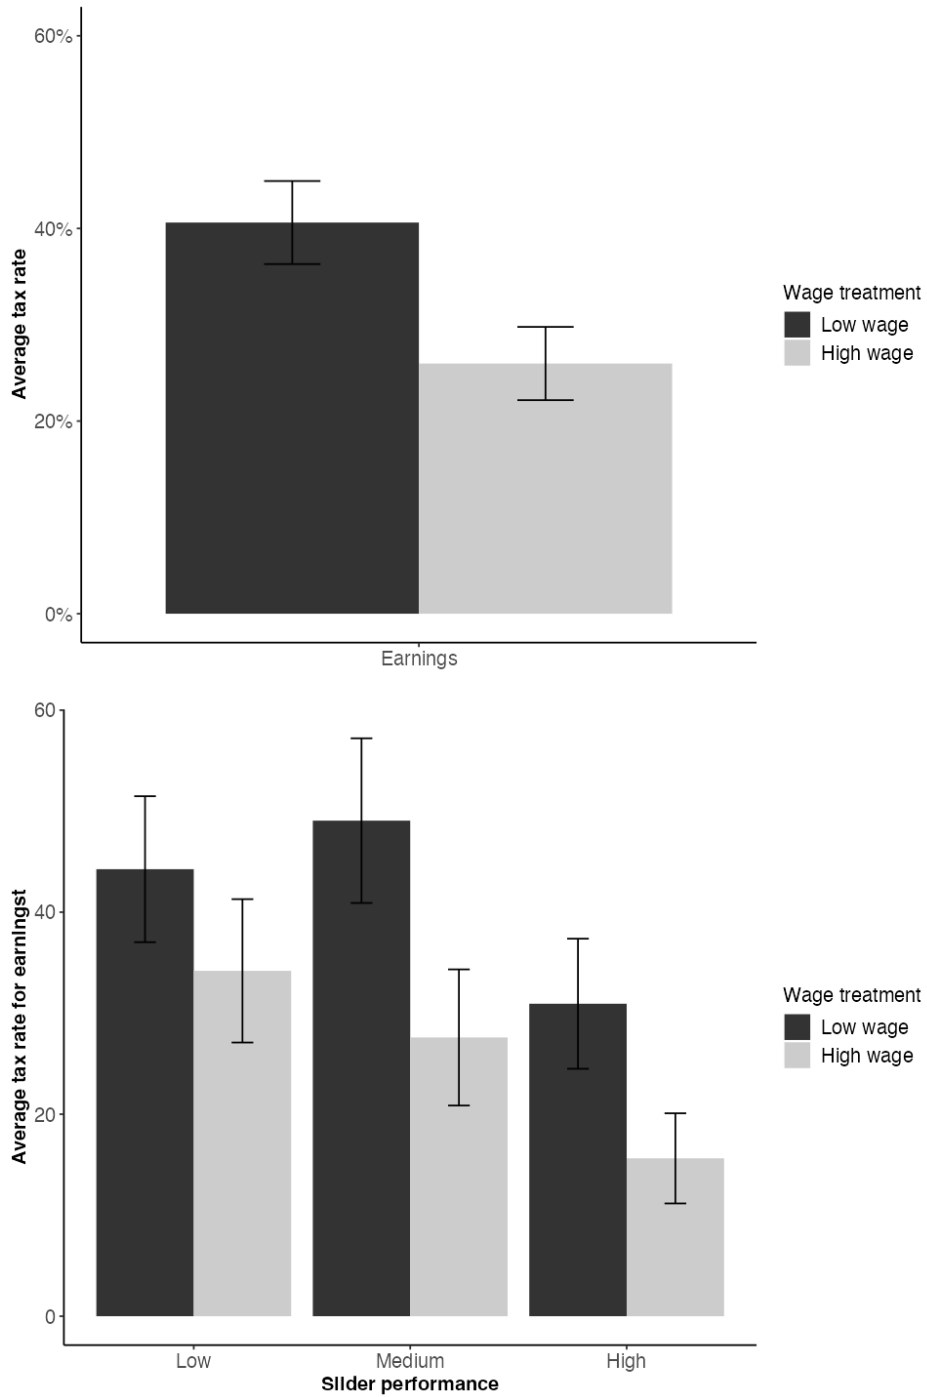 60%
40%
20%
0%
Average tax rate
Earnings
Wage treatment
Low wage
High wage
60
40
20
0
Average tax rate for earningst
Low Medium High
Slider performance
Wage treatment
Low wage
High wage